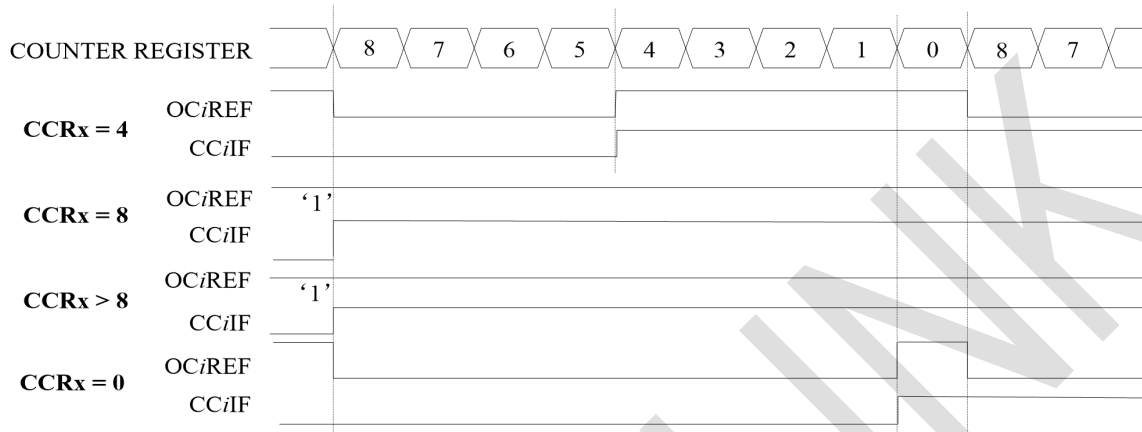 COUNTER REGISTER 8 7 6 5 4 3 2 1 0 8 7
CCRx = 4
OCiREF
CCiIF
CCRx = 8
OCiREF ‘1’
CCiIF
CCRx > 8
OCiREF ‘1’
CCiIF
CCRx = 0
OCiREF
CCiIF
INK